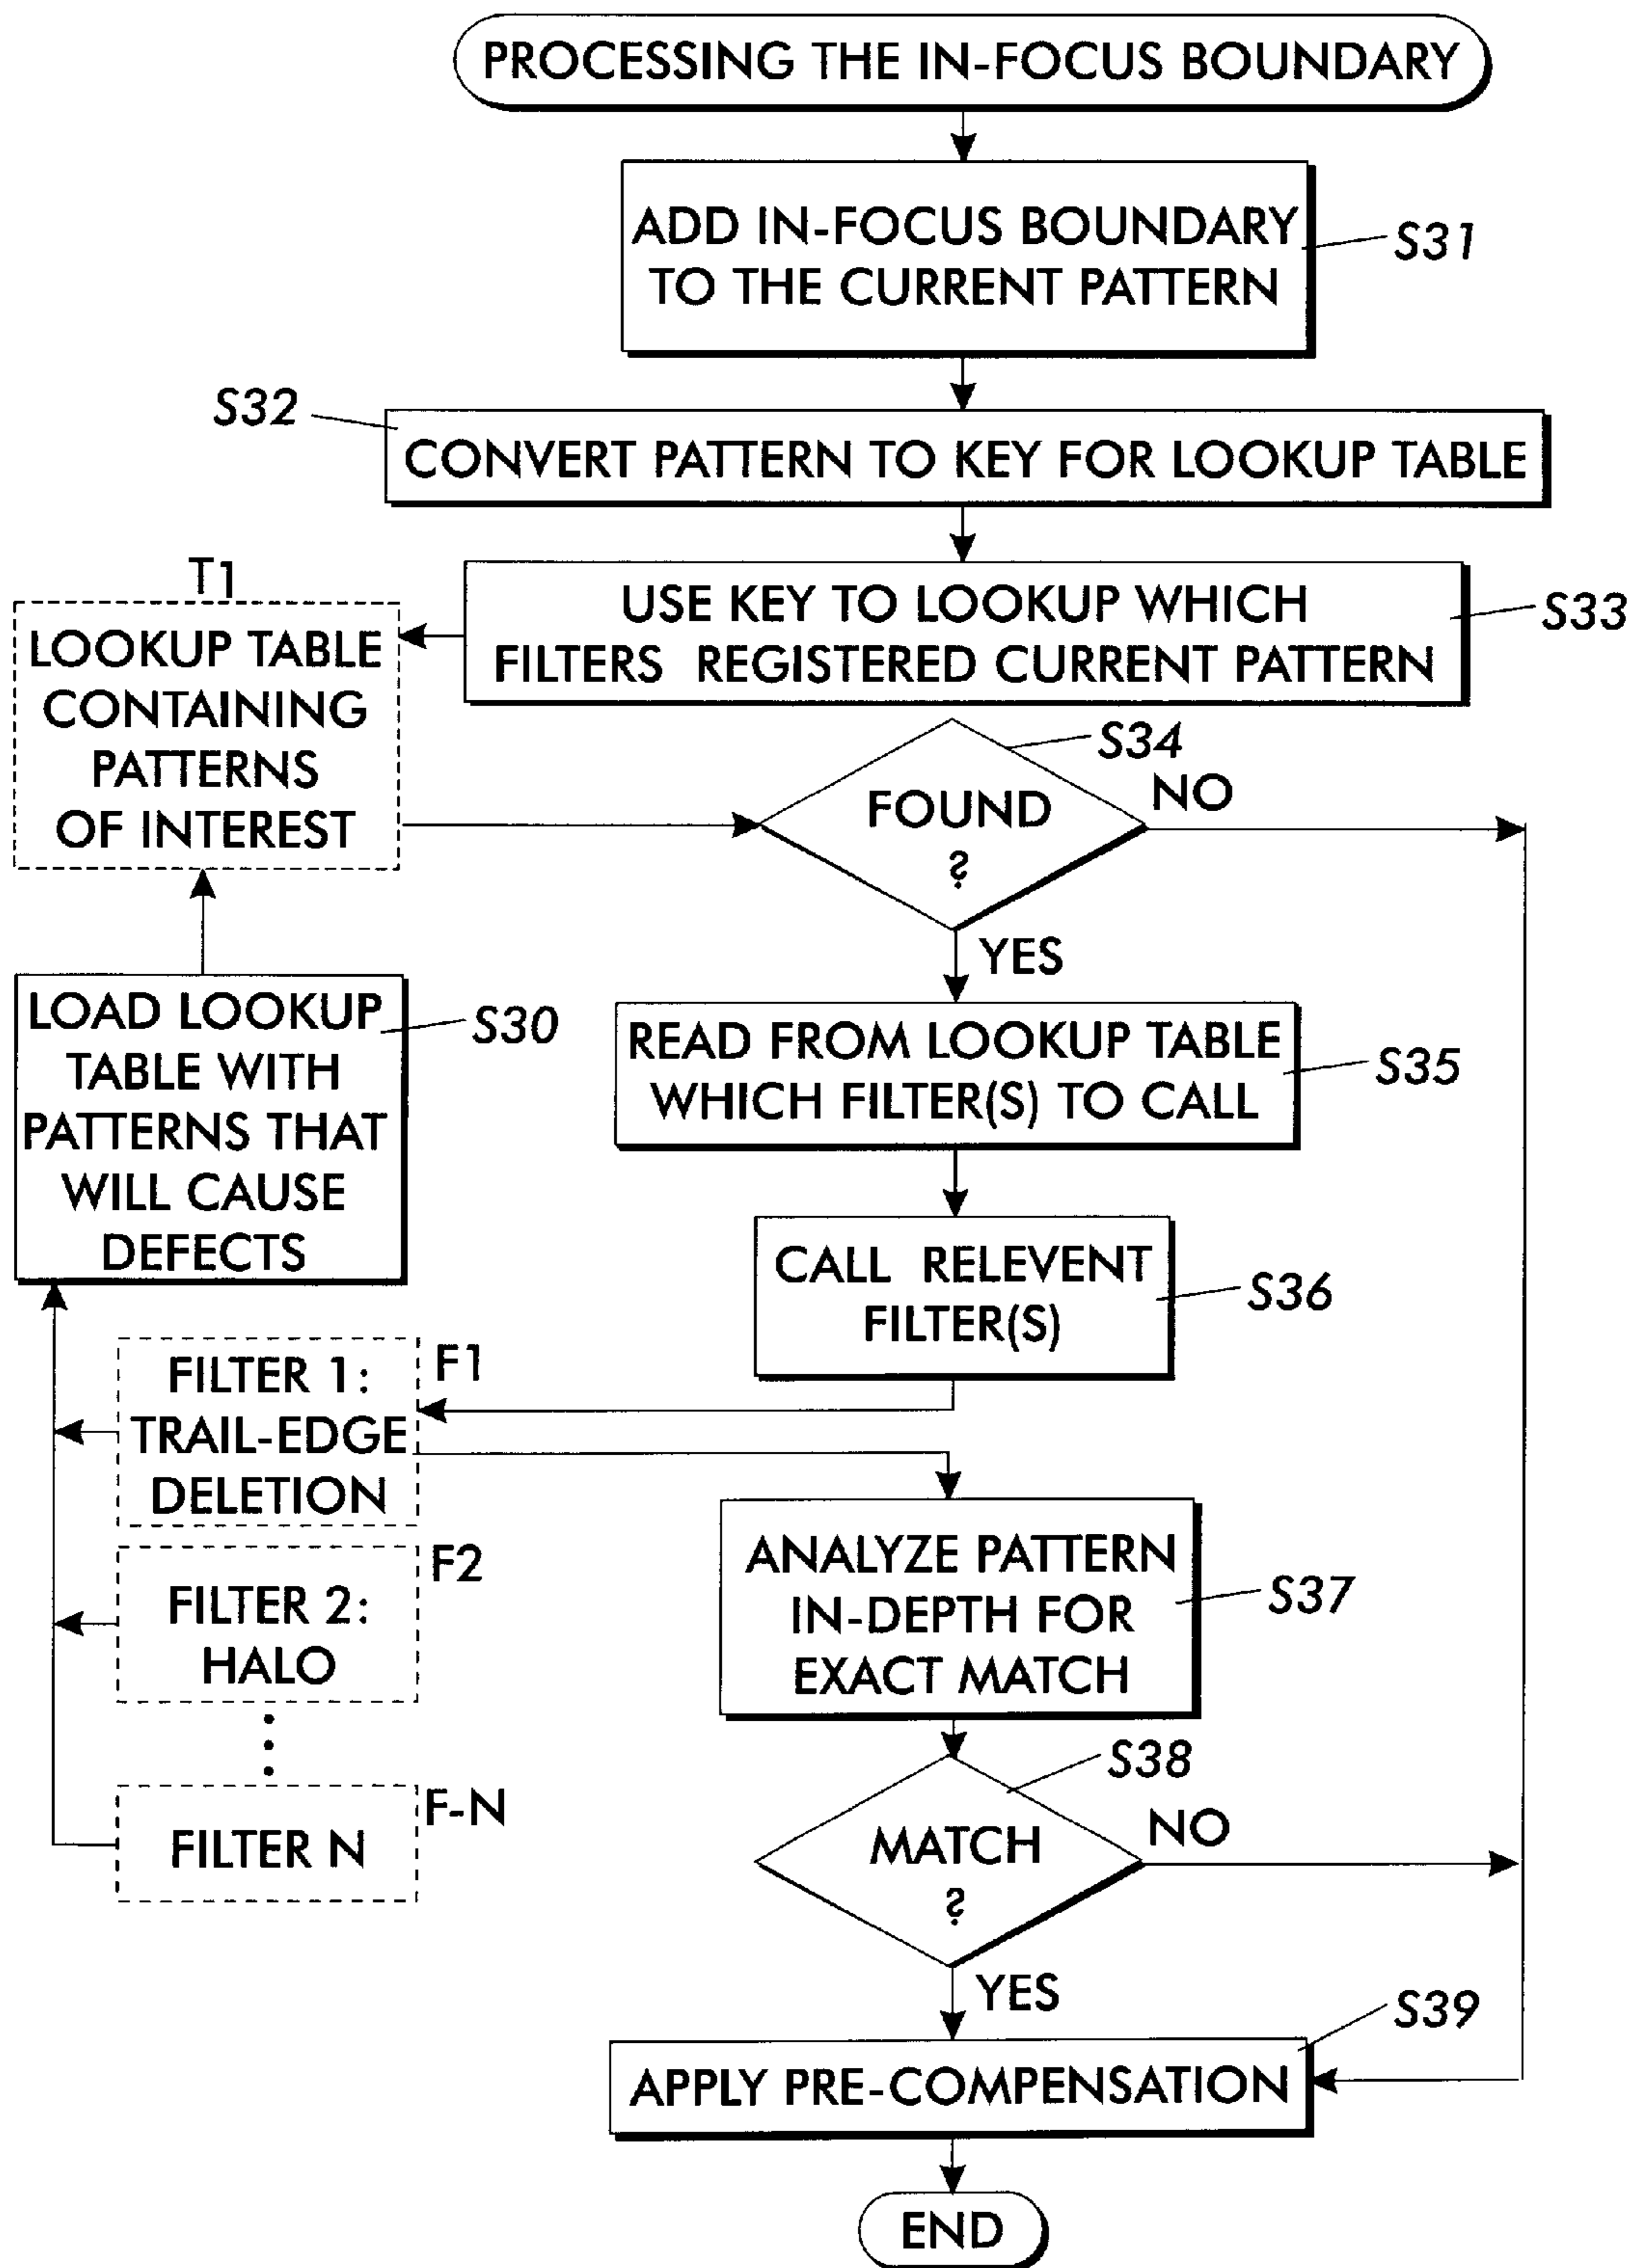 PROCESSING THE IN-FOCUS BOUNDARY
ADD IN-FOCUS BOUNDARY
TO THE CURRENT PATTERN
S31
S32
CONVERT PATTERN TO KEY FOR LOOKUP TABLE
T1
LOOKUP TABLE
CONTAINING
PATTERNS
OF INTEREST
USE KEY TO LOOKUP WHICH
FILTERS REGISTERED CURRENT PATTERN
S33
S34
FOUND
?
NO
YES
LOAD LOOKUP
TABLE WITH
PATTERNS THAT
WILL CAUSE
DEFECTS
S30
READ FROM LOOKUP TABLE
WHICH FILTER(S) TO CALL
S35
CALL RELEVENT
FILTER(S)
S36
FILTER 1:
TRAIL-EDGE
DELETION
F1
FILTER 2:
HALO
F2
FILTER N
F-N
ANALYZE PATTERN
IN-DEPTH FOR
EXACT MATCH
S37
S38
MATCH
?
NO
YES
S39
APPLY PRE-COMPENSATION
END